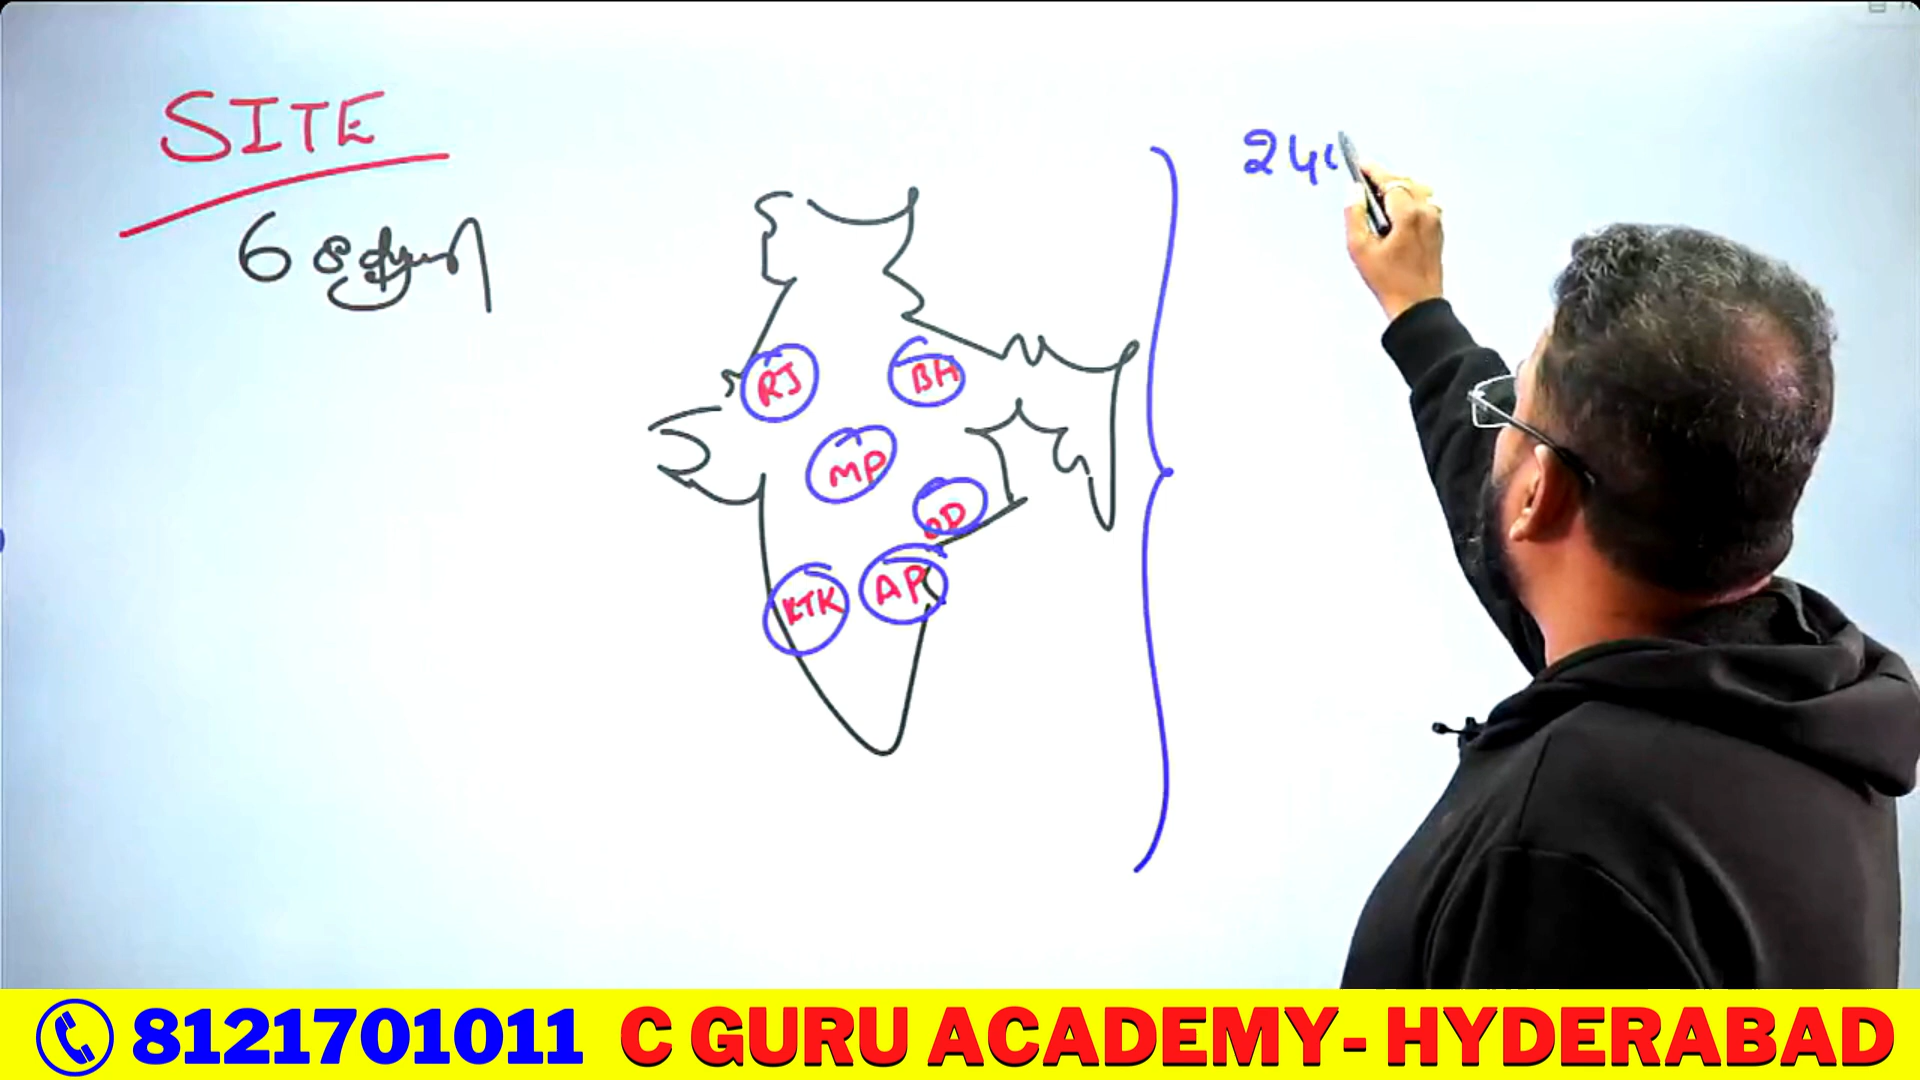 SITE
6
24
RJ
BH
MP
OD
KTK
AP
8121701011 C GURU ACADEMY- HYDERABAD